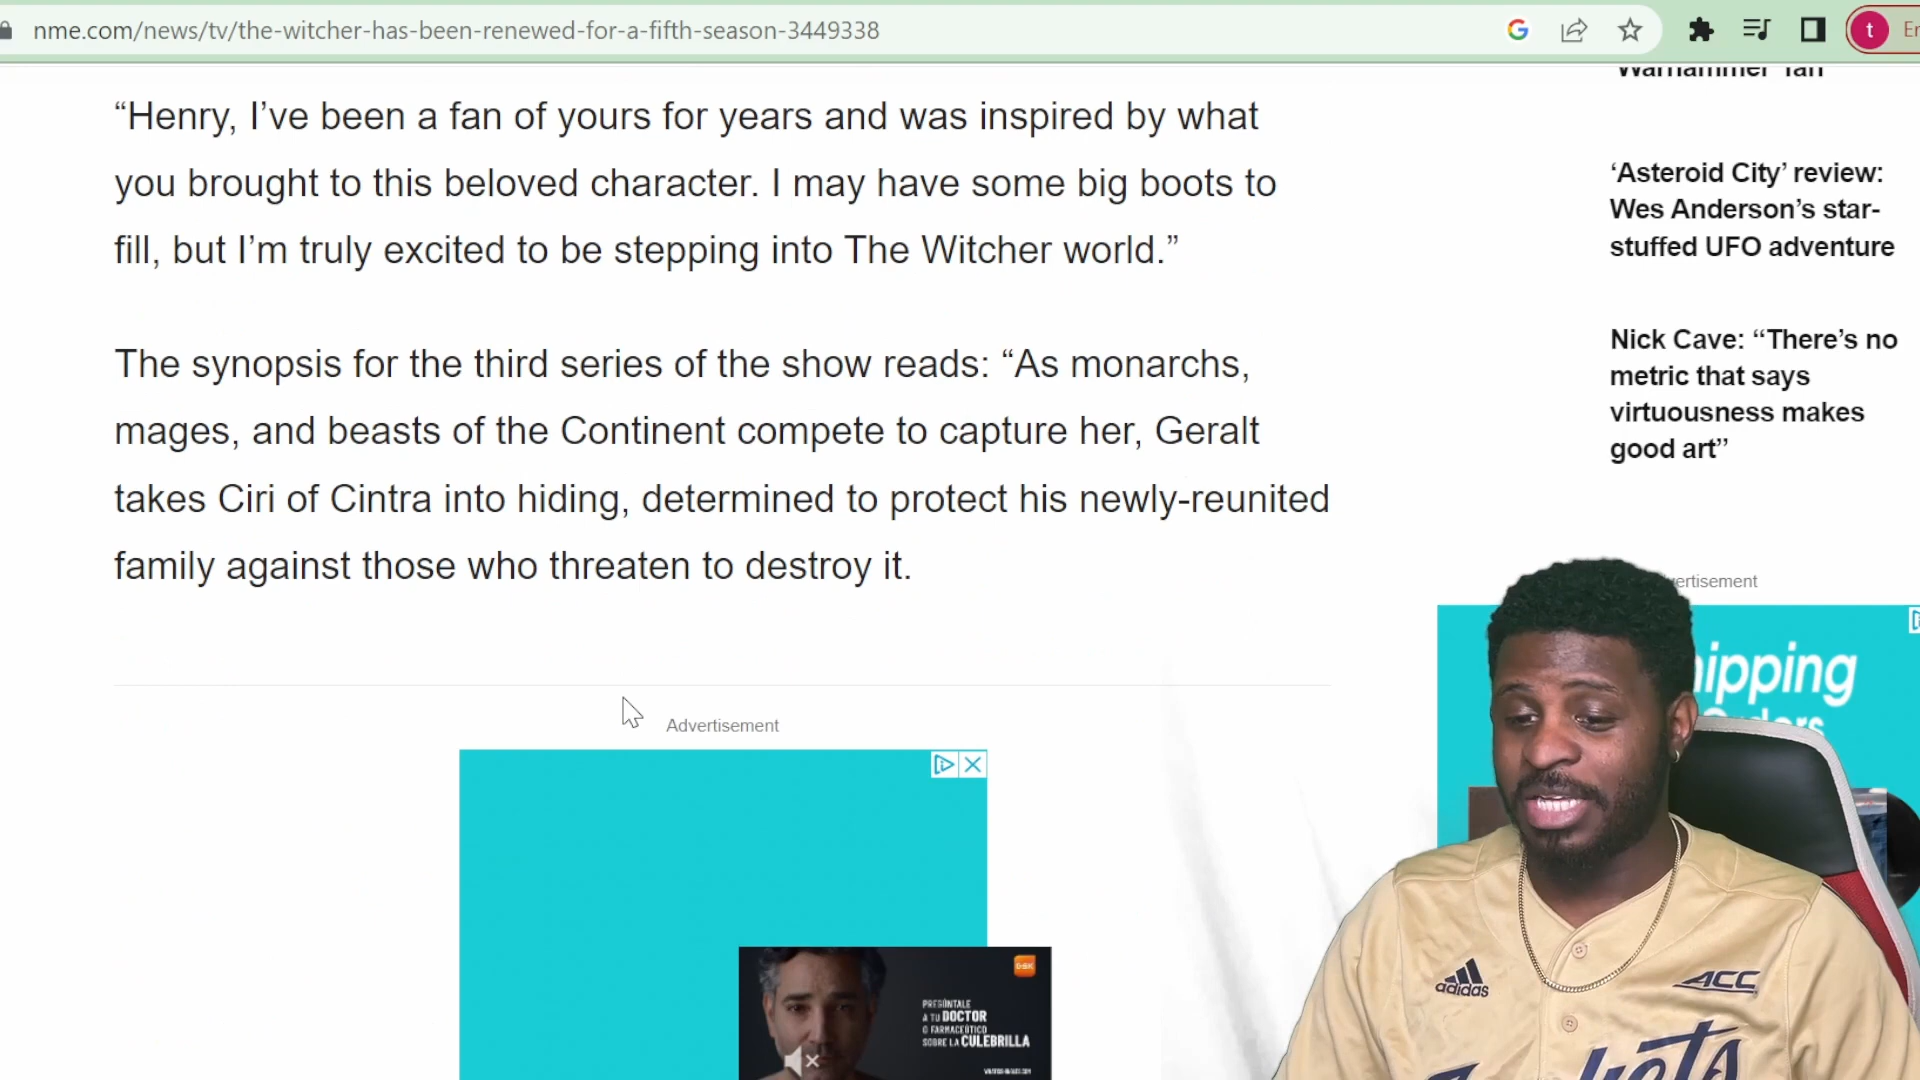 nme.com/news/tv/the-witcher-has-been-renewed-for-a-fifth-season-3449338
t
“Henry, I’ve been a fan of yours for years and was inspired by what
you brought to this beloved character. I may have some big boots to
fill, but I’m truly excited to be stepping into The Witcher world.”
The synopsis for the third series of the show reads: “As monarchs,
mages, and beasts of the Continent compete to capture her, Geralt
takes Ciri of Cintra into hiding, determined to protect his newly-reunited
family against those who threaten to destroy it.
Advertisement
PREGÚNTALE
A TU DOCTOR
O FARMACÉUTICO
SOBRE LA CULEBRILLA
‘Asteroid City’ review:
Wes Anderson’s star-
stuffed UFO adventure
Nick Cave: “There’s no
metric that says
virtuousness makes
good art”
adidas
ACC